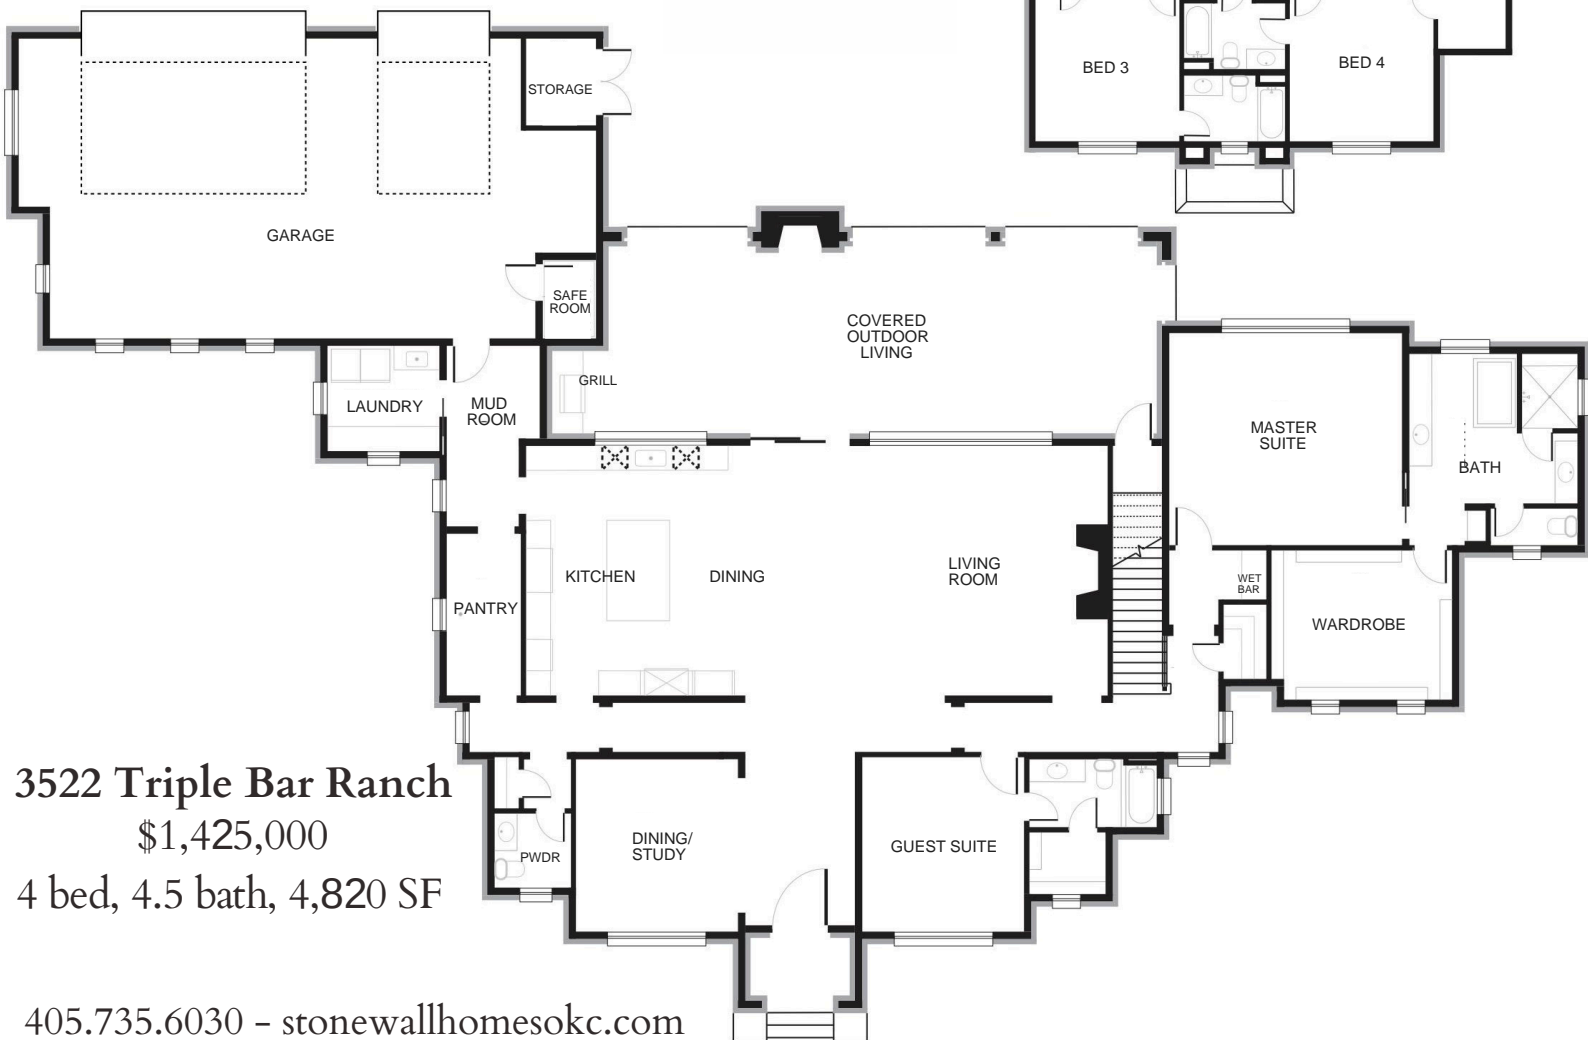 BED 3
BED 4
STORAGE
GARAGE
SAFE
ROOM
COVERED
OUTDOOR
LIVING
GRILL
LAUNDRY
MUD
ROOM
MASTER
SUITE
BATH
KITCHEN
DINING
LIVING
ROOM
WET
BAR
PANTRY
WARDROBE
3522 Triple Bar Ranch
$1,425,000
4 bed, 4.5 bath, 4,820 SF
PWDR
DINING/
STUDY
GUEST SUITE
405.735.6030 - stonewallhomesokc.com